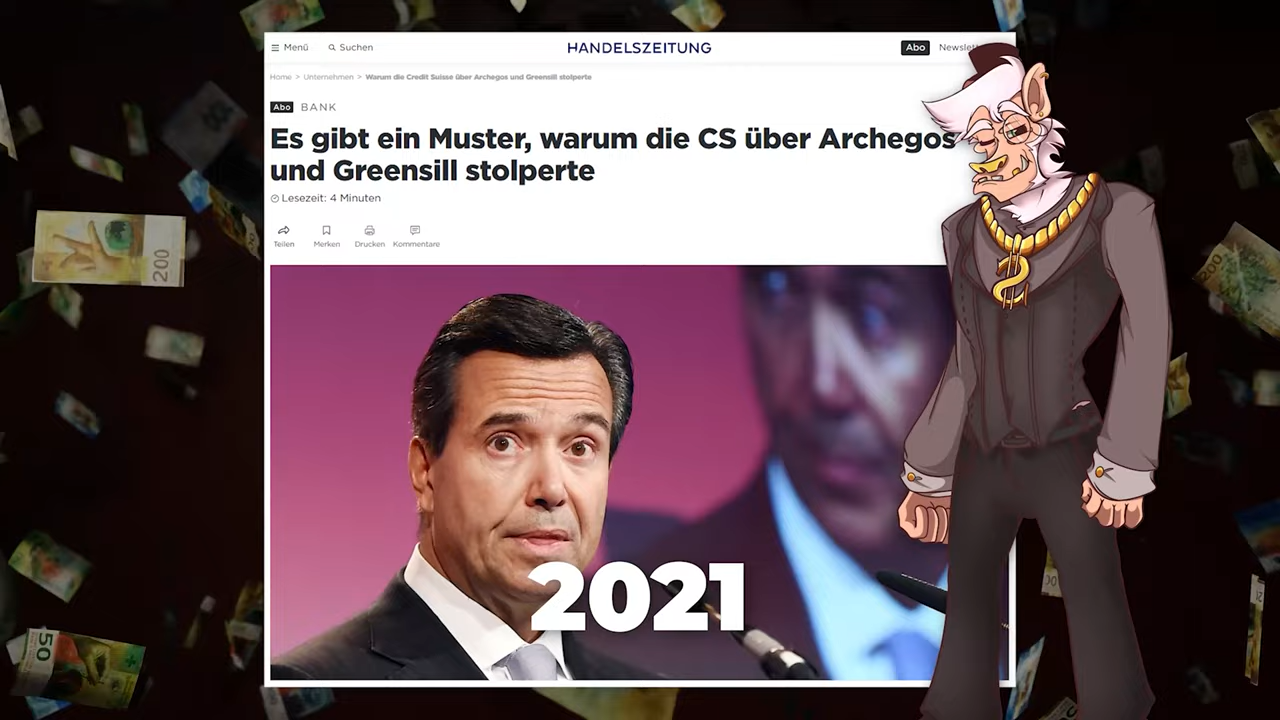 Menü
Suchen
HANDELSZEITUNG
Abo
Home > Unternehmen > Warum die Credit Suisse über Archegos und Greensill stolperte
Abo BANK
Es gibt ein Muster, warum die CS über Archegos
und Greensill stolperte
Lesezeit: 4 Minuten
Teilen
Merken
Drucken
Kommentare
2021
200
200
50